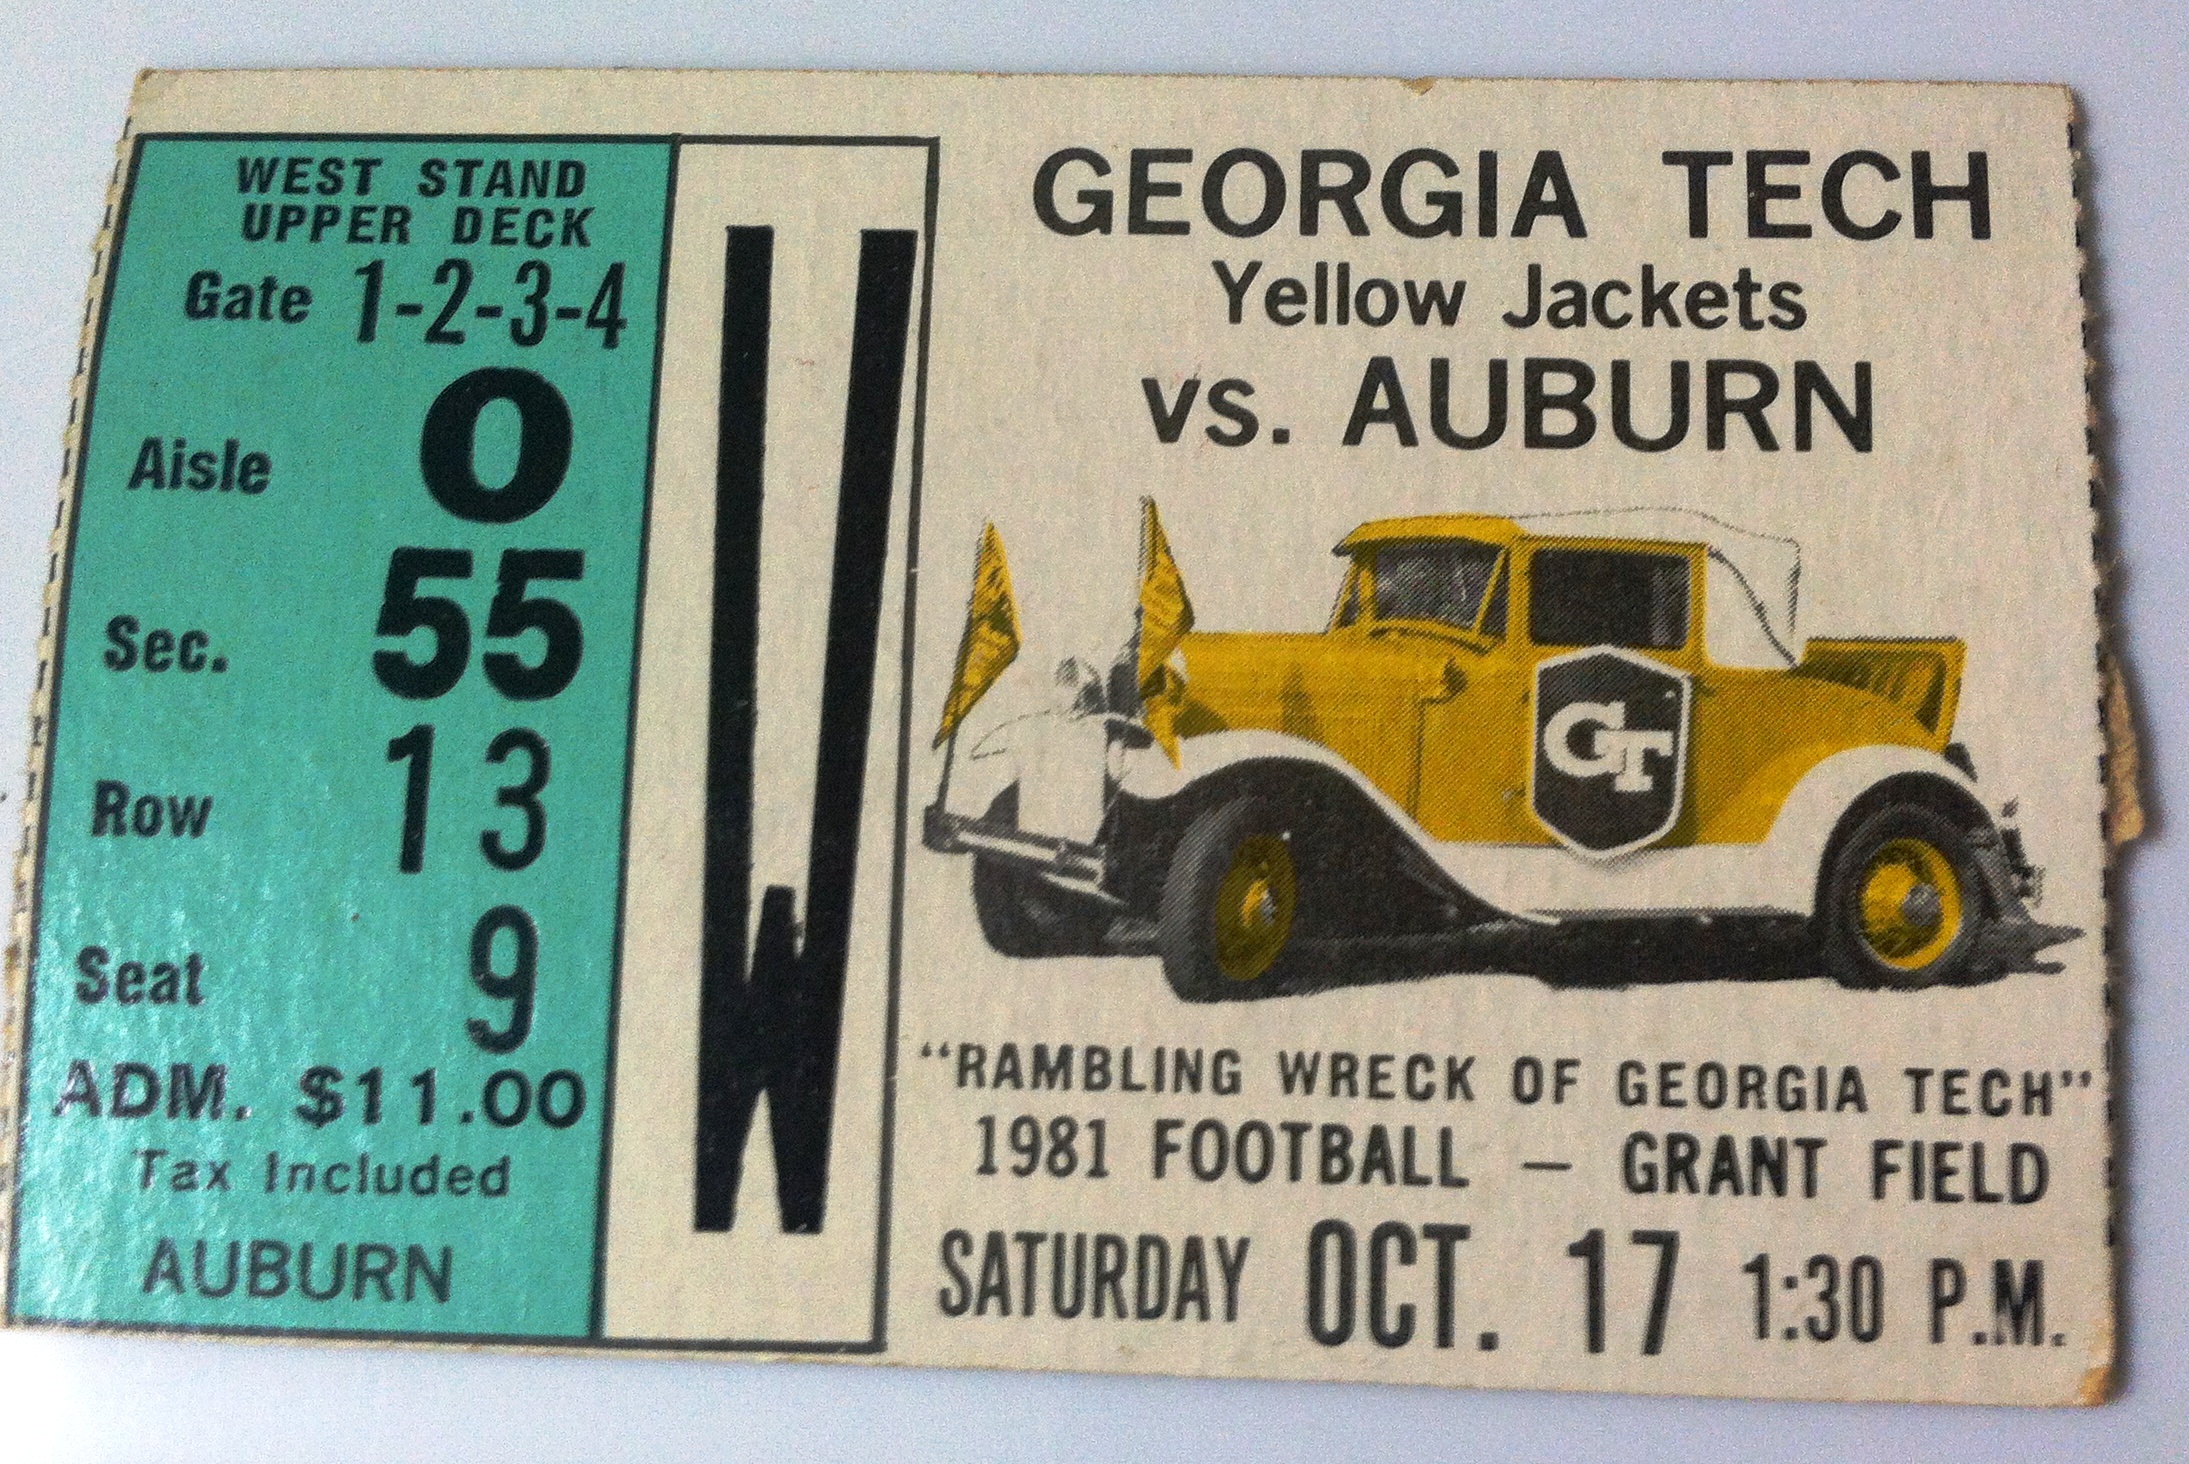 WEST STAND
UPPER DECK
Gate 1-2-3-4
Aisle O
Sec. 55
Row 13
Seat 9
ADM. $11.00
Tax Included
AUBURN
W
GEORGIA TECH
Yellow Jackets
vs. AUBURN
GT
"RAMBLING WRECK OF GEORGIA TECH"
1981 FOOTBALL — GRANT FIELD
SATURDAY OCT. 17 1:30 P.M.